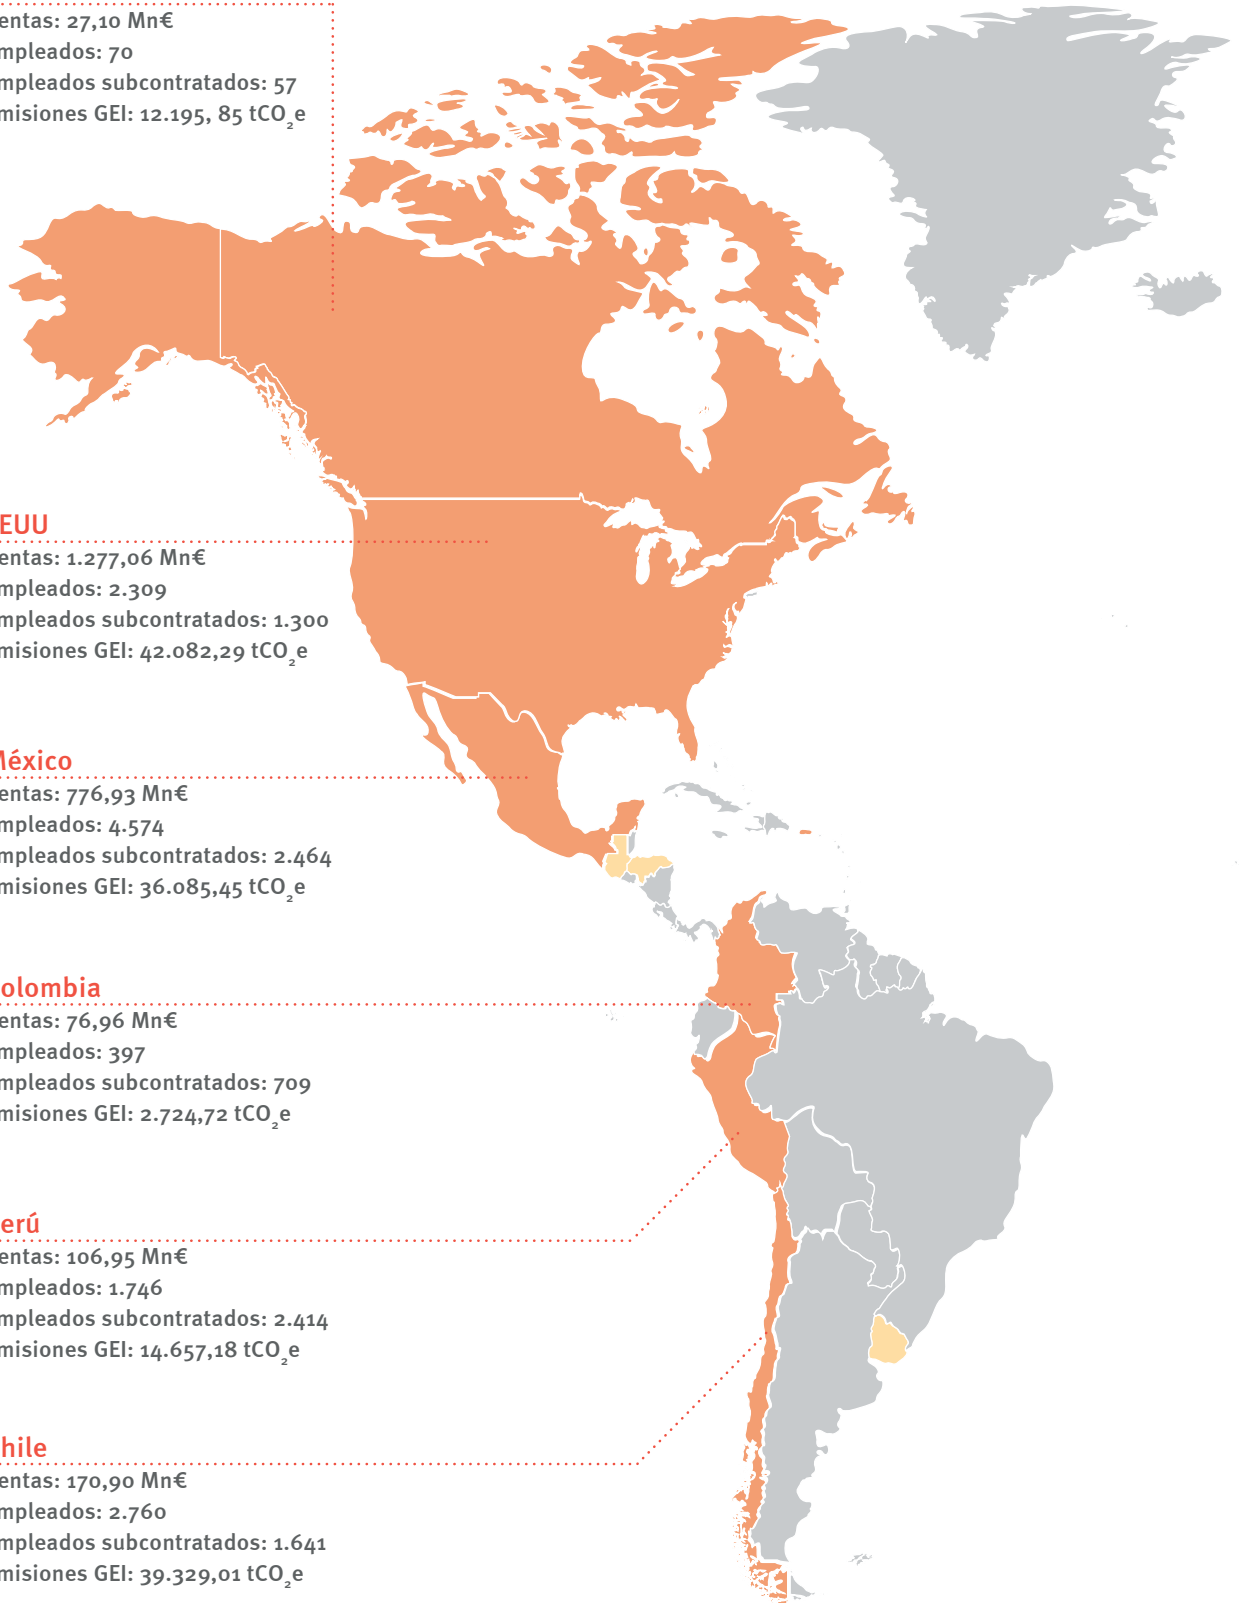 entas: 27,10 Mn€
mpleados: 70
mpleados subcontratados: 57
misiones GEI: 12.195, 85 tCO₂e
EUU
entas: 1.277,06 Mn€
mpleados: 2.309
mpleados subcontratados: 1.300
misiones GEI: 42.082,29 tCO₂e
México
entas: 776,93 Mn€
mpleados: 4.574
mpleados subcontratados: 2.464
misiones GEI: 36.085,45 tCO₂e
olombia
entas: 76,96 Mn€
mpleados: 397
mpleados subcontratados: 709
misiones GEI: 2.724,72 tCO₂e
erú
entas: 106,95 Mn€
mpleados: 1.746
mpleados subcontratados: 2.414
misiones GEI: 14.657,18 tCO₂e
hile
entas: 170,90 Mn€
mpleados: 2.760
mpleados subcontratados: 1.641
misiones GEI: 39.329,01 tCO₂e